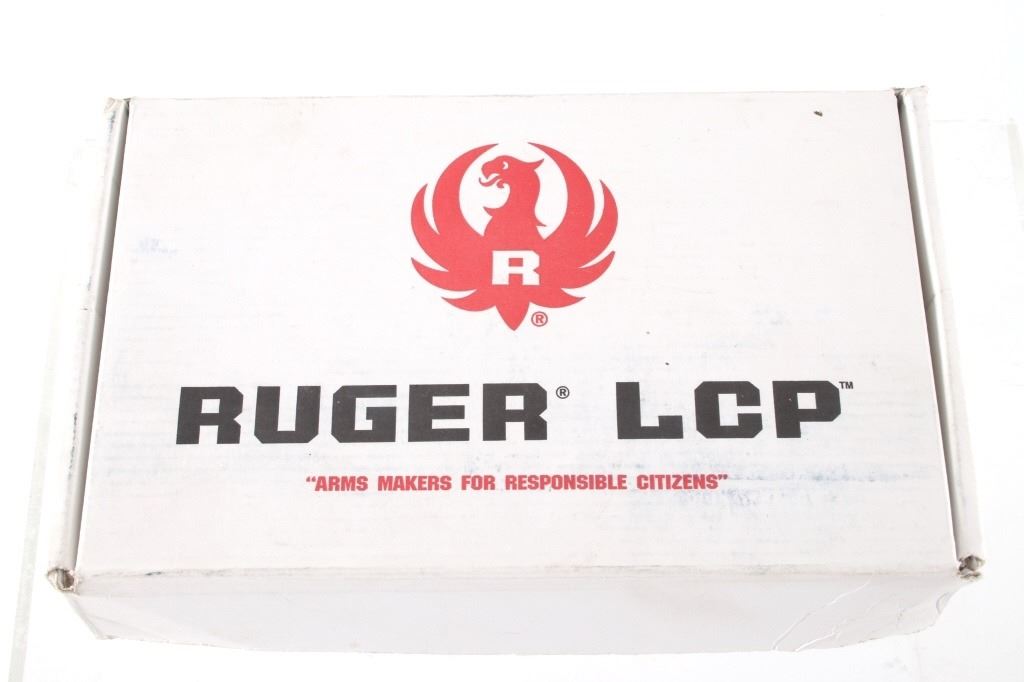 R
®
RUGER® LCP™
"ARMS MAKERS FOR RESPONSIBLE CITIZENS"